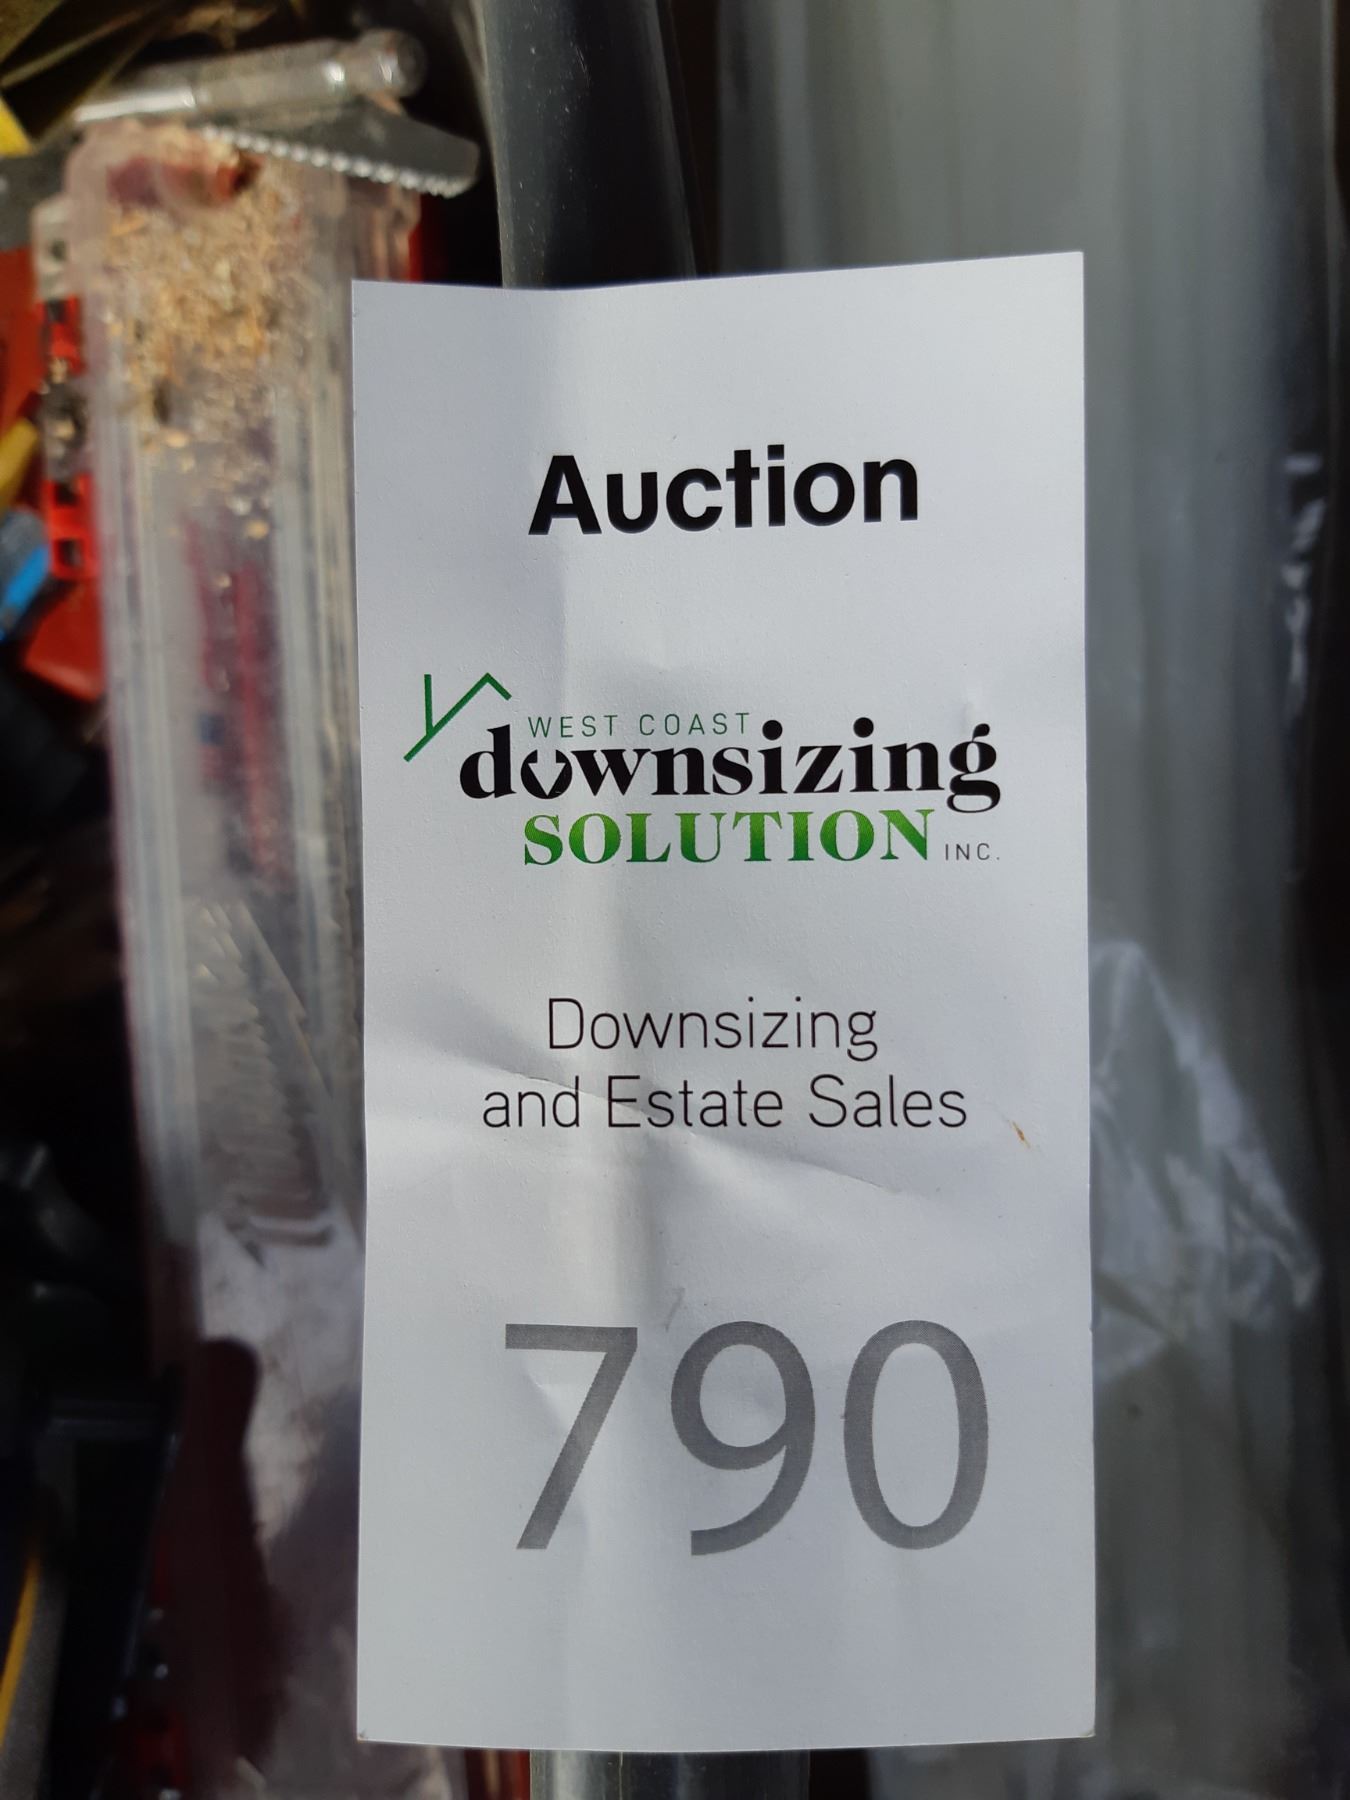 Auction
WEST COAST
downsizing
SOLUTION INC.
Downsizing
and Estate Sales
790